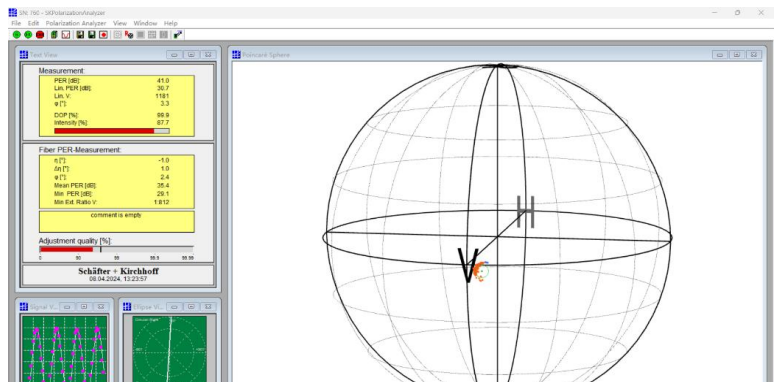 SK 790 - SKPolarizationAnalyzer
File Edit Polarization Analyzer View Window Help
Text View
Measurement:
PER [dB]: 41.0
Lin. PER [dB]: 30.7
Lin. V: 1181
φ [°]: 3.3
DOP [%]: 99.9
Intensity [%]: 87.7
Fiber PER-Measurement:
η [°]: -1.0
Δη [°]: 1.0
φ [°]: 2.4
Mean PER [dB]: 35.4
Min PER [dB]: 29.1
Min Ext. Ratio V: 1:812
comment is empty
Adjustment quality [%]:
0 90 99 99.9 99.99
Schäfter + Kirchhoff
08.04.2024, 13:23:57
Poincaré Sphere
H
V
Signal V...
Ellipse Vi...